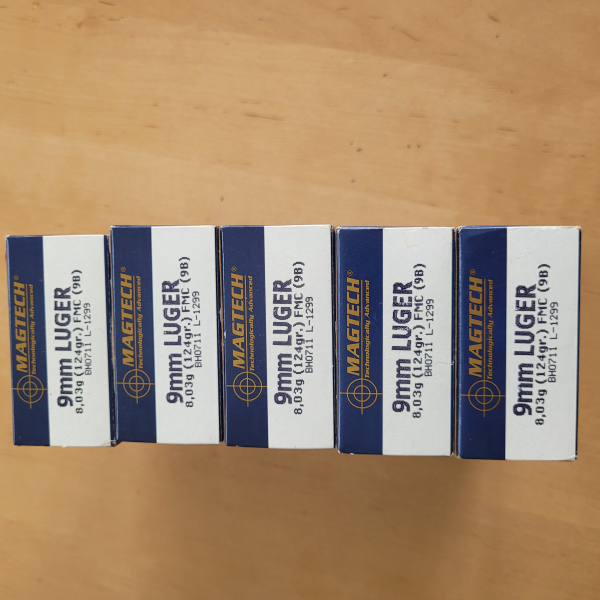 MAGTECH®
Technologically Advanced
9mm LUGER
8,03g (124gr.) FMC (9B)
BH0711 L-1299
MAGTECH®
Technologically Advanced
9mm LUGER
8,03g (124gr.) FMC (9B)
BH0711 L-1299
MAGTECH®
Technologically Advanced
9mm LUGER
8,03g (124gr.) FMC (9B)
BH0711 L-1299
MAGTECH®
Technologically Advanced
9mm LUGER
8,03g (124gr.) FMC (9B)
BH0711 L-1299
MAGTECH®
Technologically Advanced
9mm LUGER
8,03g (124gr.) FMC (9B)
BH0711 L-1299